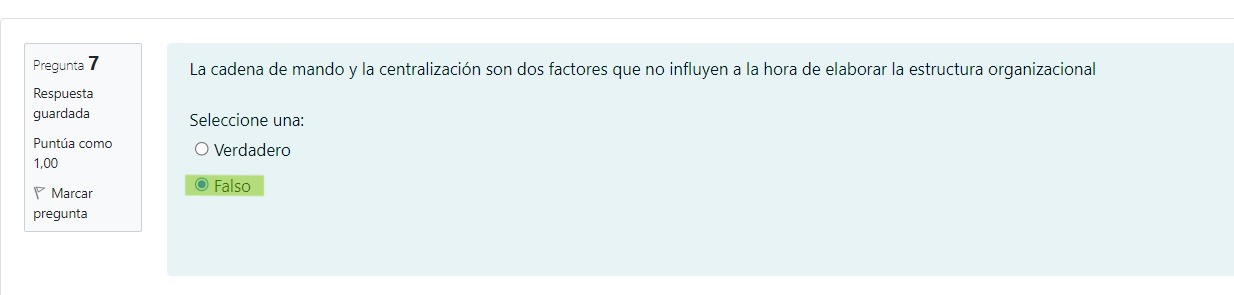 Pregunta 7
Respuesta
guardada
Puntúa como
1,00
Marcar
pregunta
La cadena de mando y la centralización son dos factores que no influyen a la hora de elaborar la estructura organizacional
Seleccione una:
Verdadero
Falso